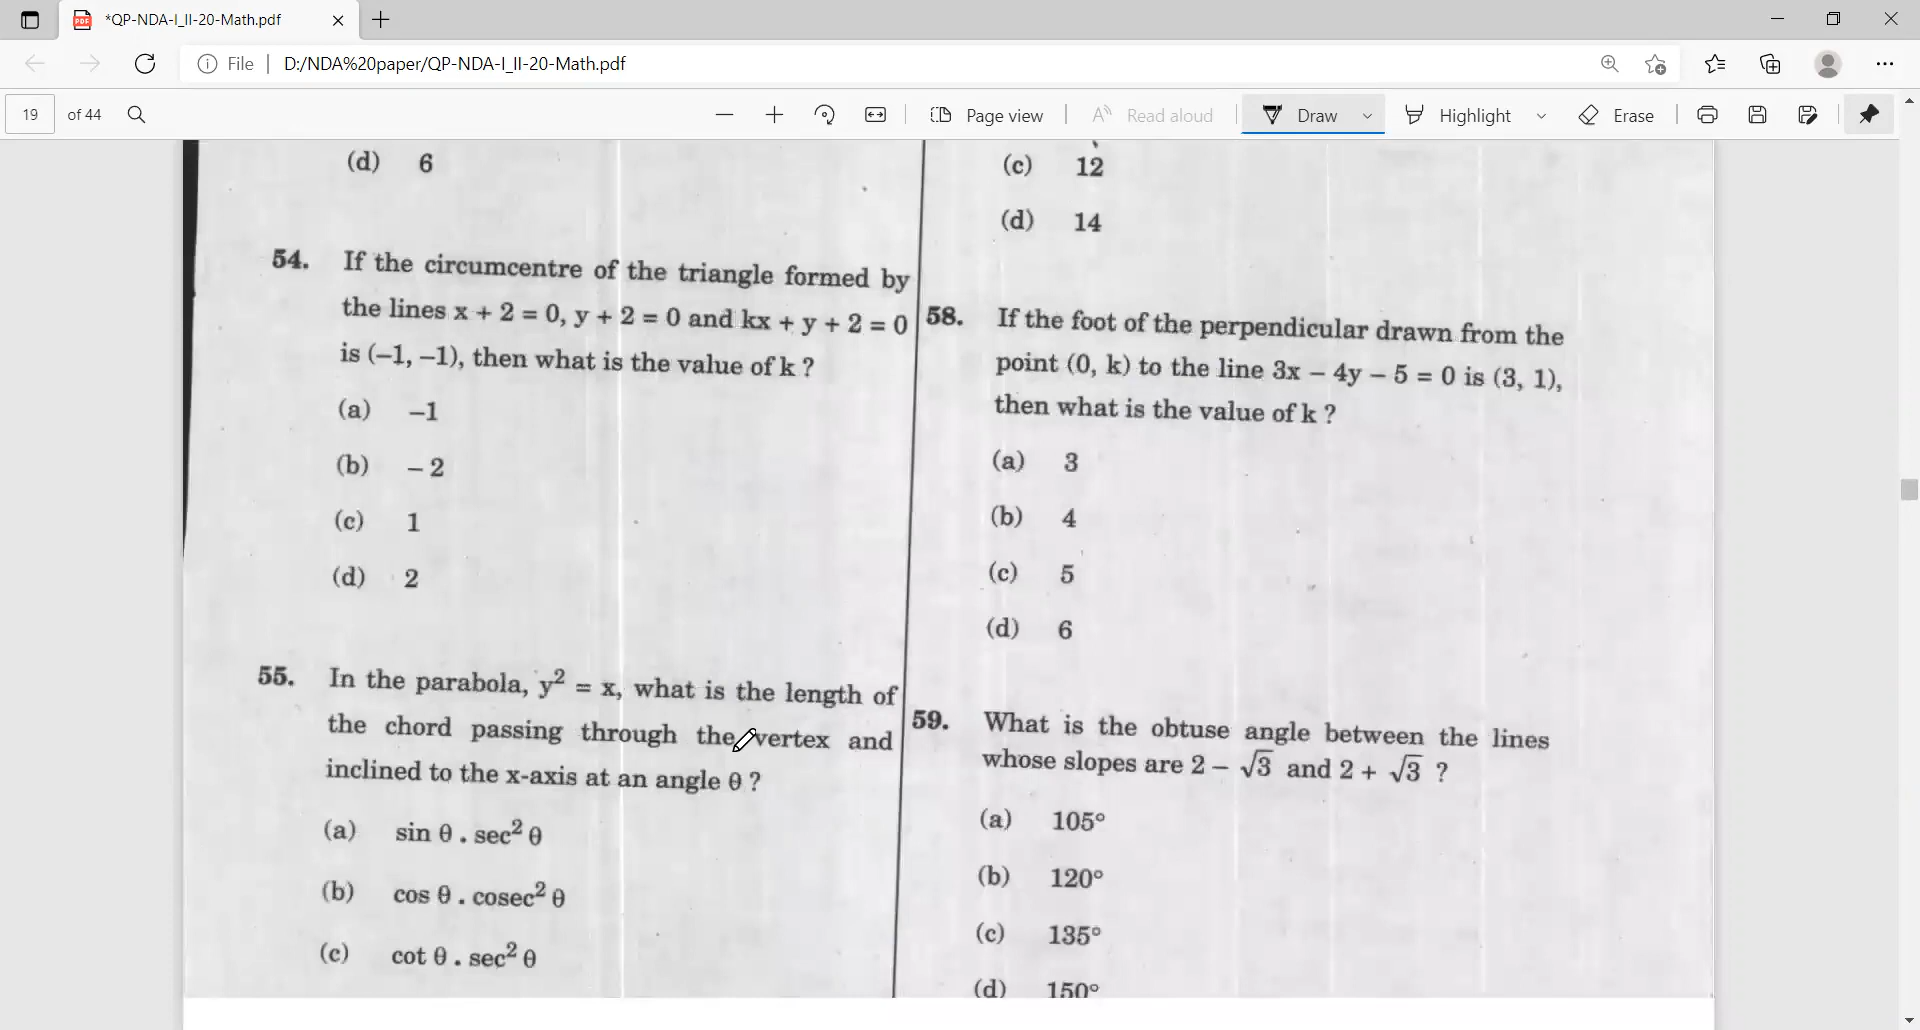 *QP-NDA-I_II-20-Math.pdf
File
D:/NDA%20paper/QP-NDA-I_II-20-Math.pdf
19 of 44
Page view
Read aloud
Draw
Highlight
Erase
(d) 6
54. If the circumcentre of the triangle formed by
the lines x + 2 = 0, y + 2 = 0 and kx + y + 2 = 0
is (–1, –1), then what is the value of k ?
(a) –1
(b) – 2
(c) 1
(d) 2
55. In the parabola, y² = x, what is the length of
the chord passing through the vertex and
inclined to the x-axis at an angle θ ?
(a) sin θ . sec² θ
(b) cos θ . cosec² θ
(c) cot θ . sec² θ
(c) 12
(d) 14
58. If the foot of the perpendicular drawn from the
point (0, k) to the line 3x – 4y – 5 = 0 is (3, 1),
then what is the value of k ?
(a) 3
(b) 4
(c) 5
(d) 6
59. What is the obtuse angle between the lines
whose slopes are 2 – √3 and 2 + √3 ?
(a) 105°
(b) 120°
(c) 135°
(d) 150°